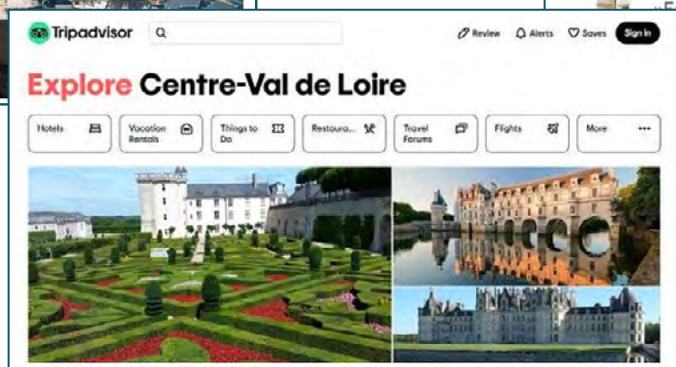 Tripadvisor
Review Alerts Saves Sign in
Explore Centre-Val de Loire
Hotels
Vacation
Rentals
Things to
Do
Restaura...
Travel
Forums
Flights
More ...